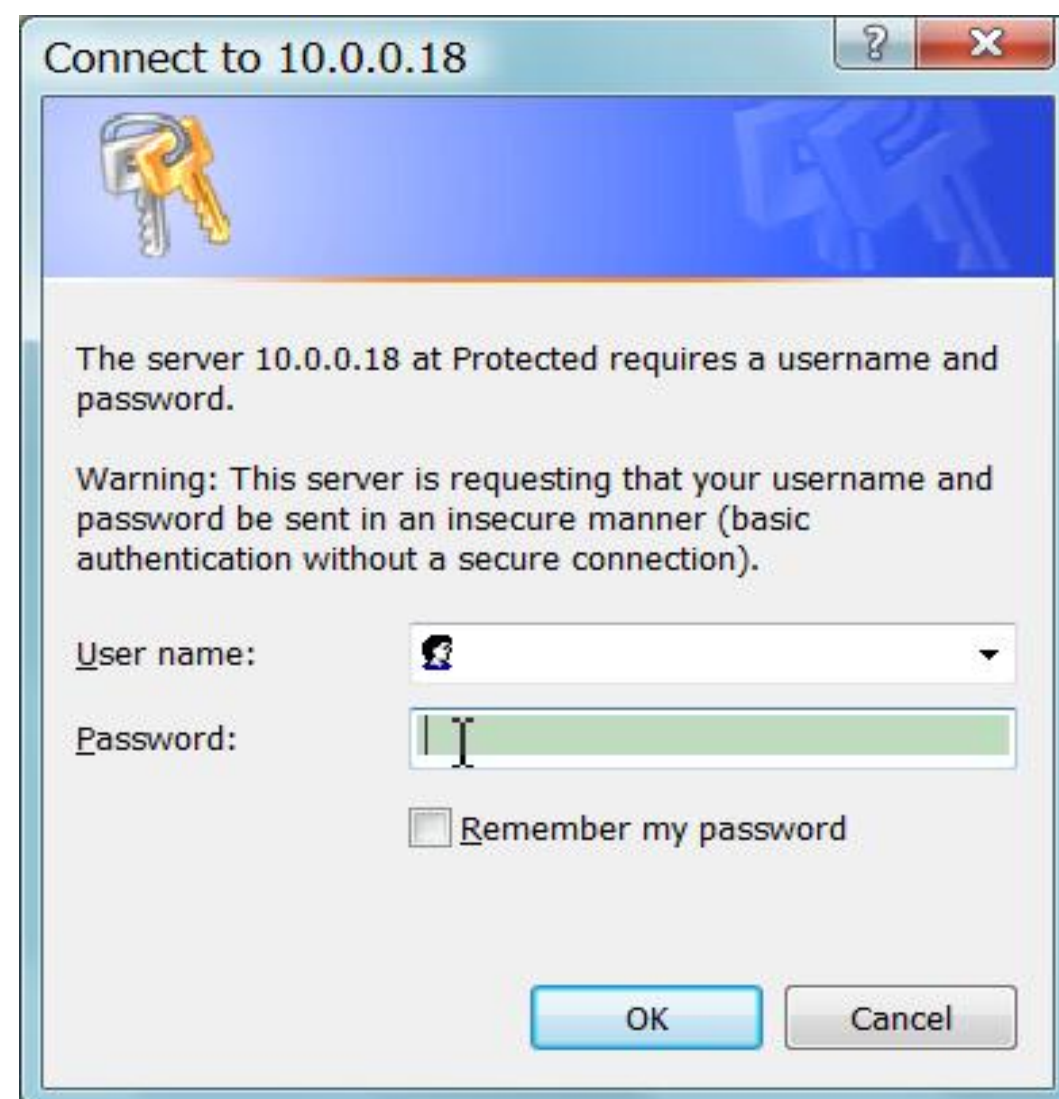 Connect to 10.0.0.18
The server 10.0.0.18 at Protected requires a username and
password.
Warning: This server is requesting that your username and
password be sent in an insecure manner (basic
authentication without a secure connection).
User name:
Password:
Remember my password
OK Cancel